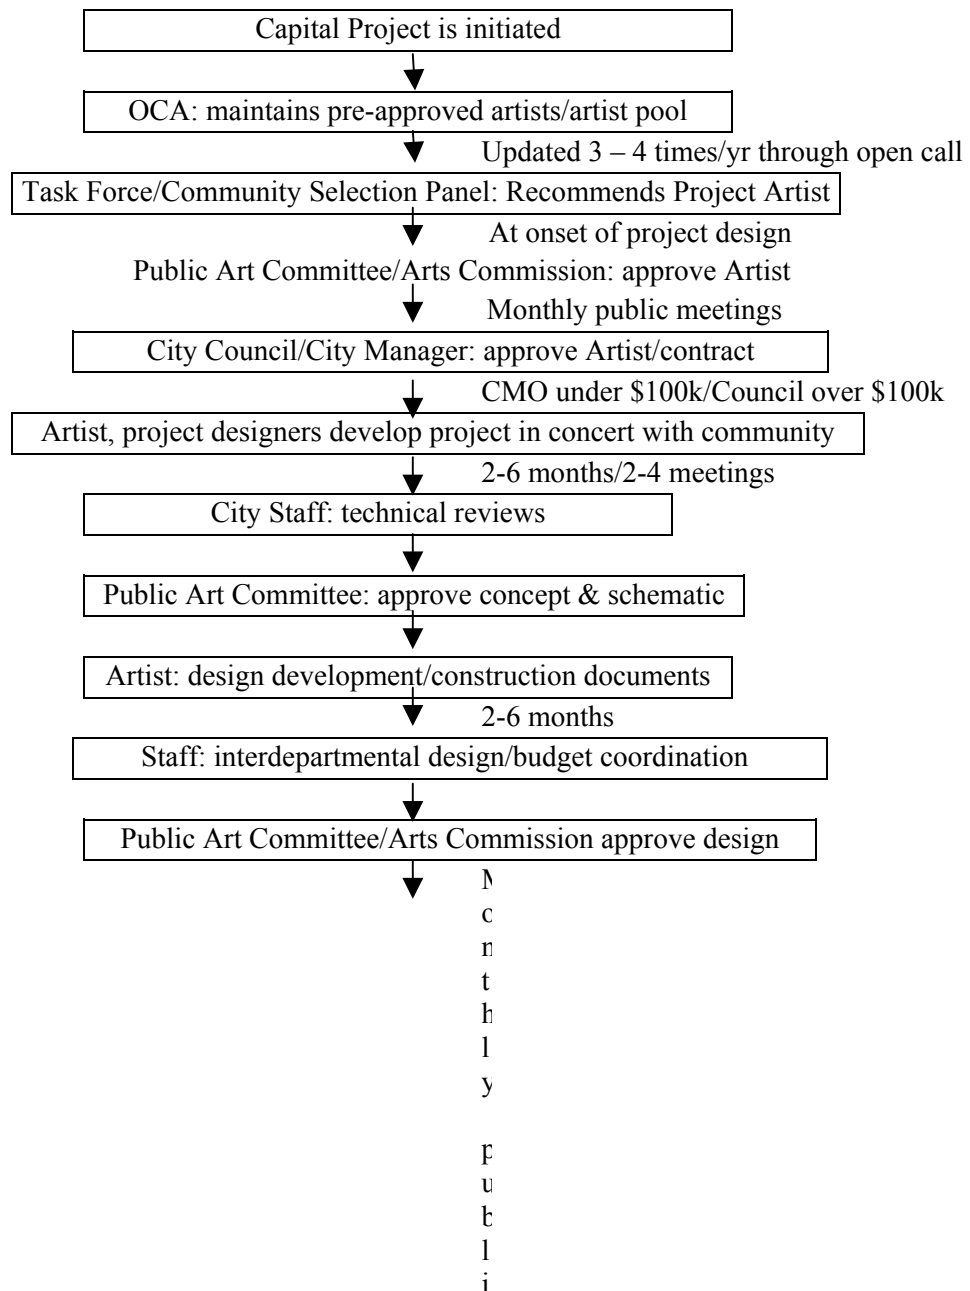 Capital Project is initiated
OCA: maintains pre-approved artists/artist pool
Updated 3 – 4 times/yr through open call
Task Force/Community Selection Panel: Recommends Project Artist
At onset of project design
Public Art Committee/Arts Commission: approve Artist
Monthly public meetings
City Council/City Manager: approve Artist/contract
CMO under $100k/Council over $100k
Artist, project designers develop project in concert with community
2-6 months/2-4 meetings
City Staff: technical reviews
Public Art Committee: approve concept & schematic
Artist: design development/construction documents
2-6 months
Staff: interdepartmental design/budget coordination
Public Art Committee/Arts Commission approve design
M
o
n
t
h
l
y
p
u
b
l
i